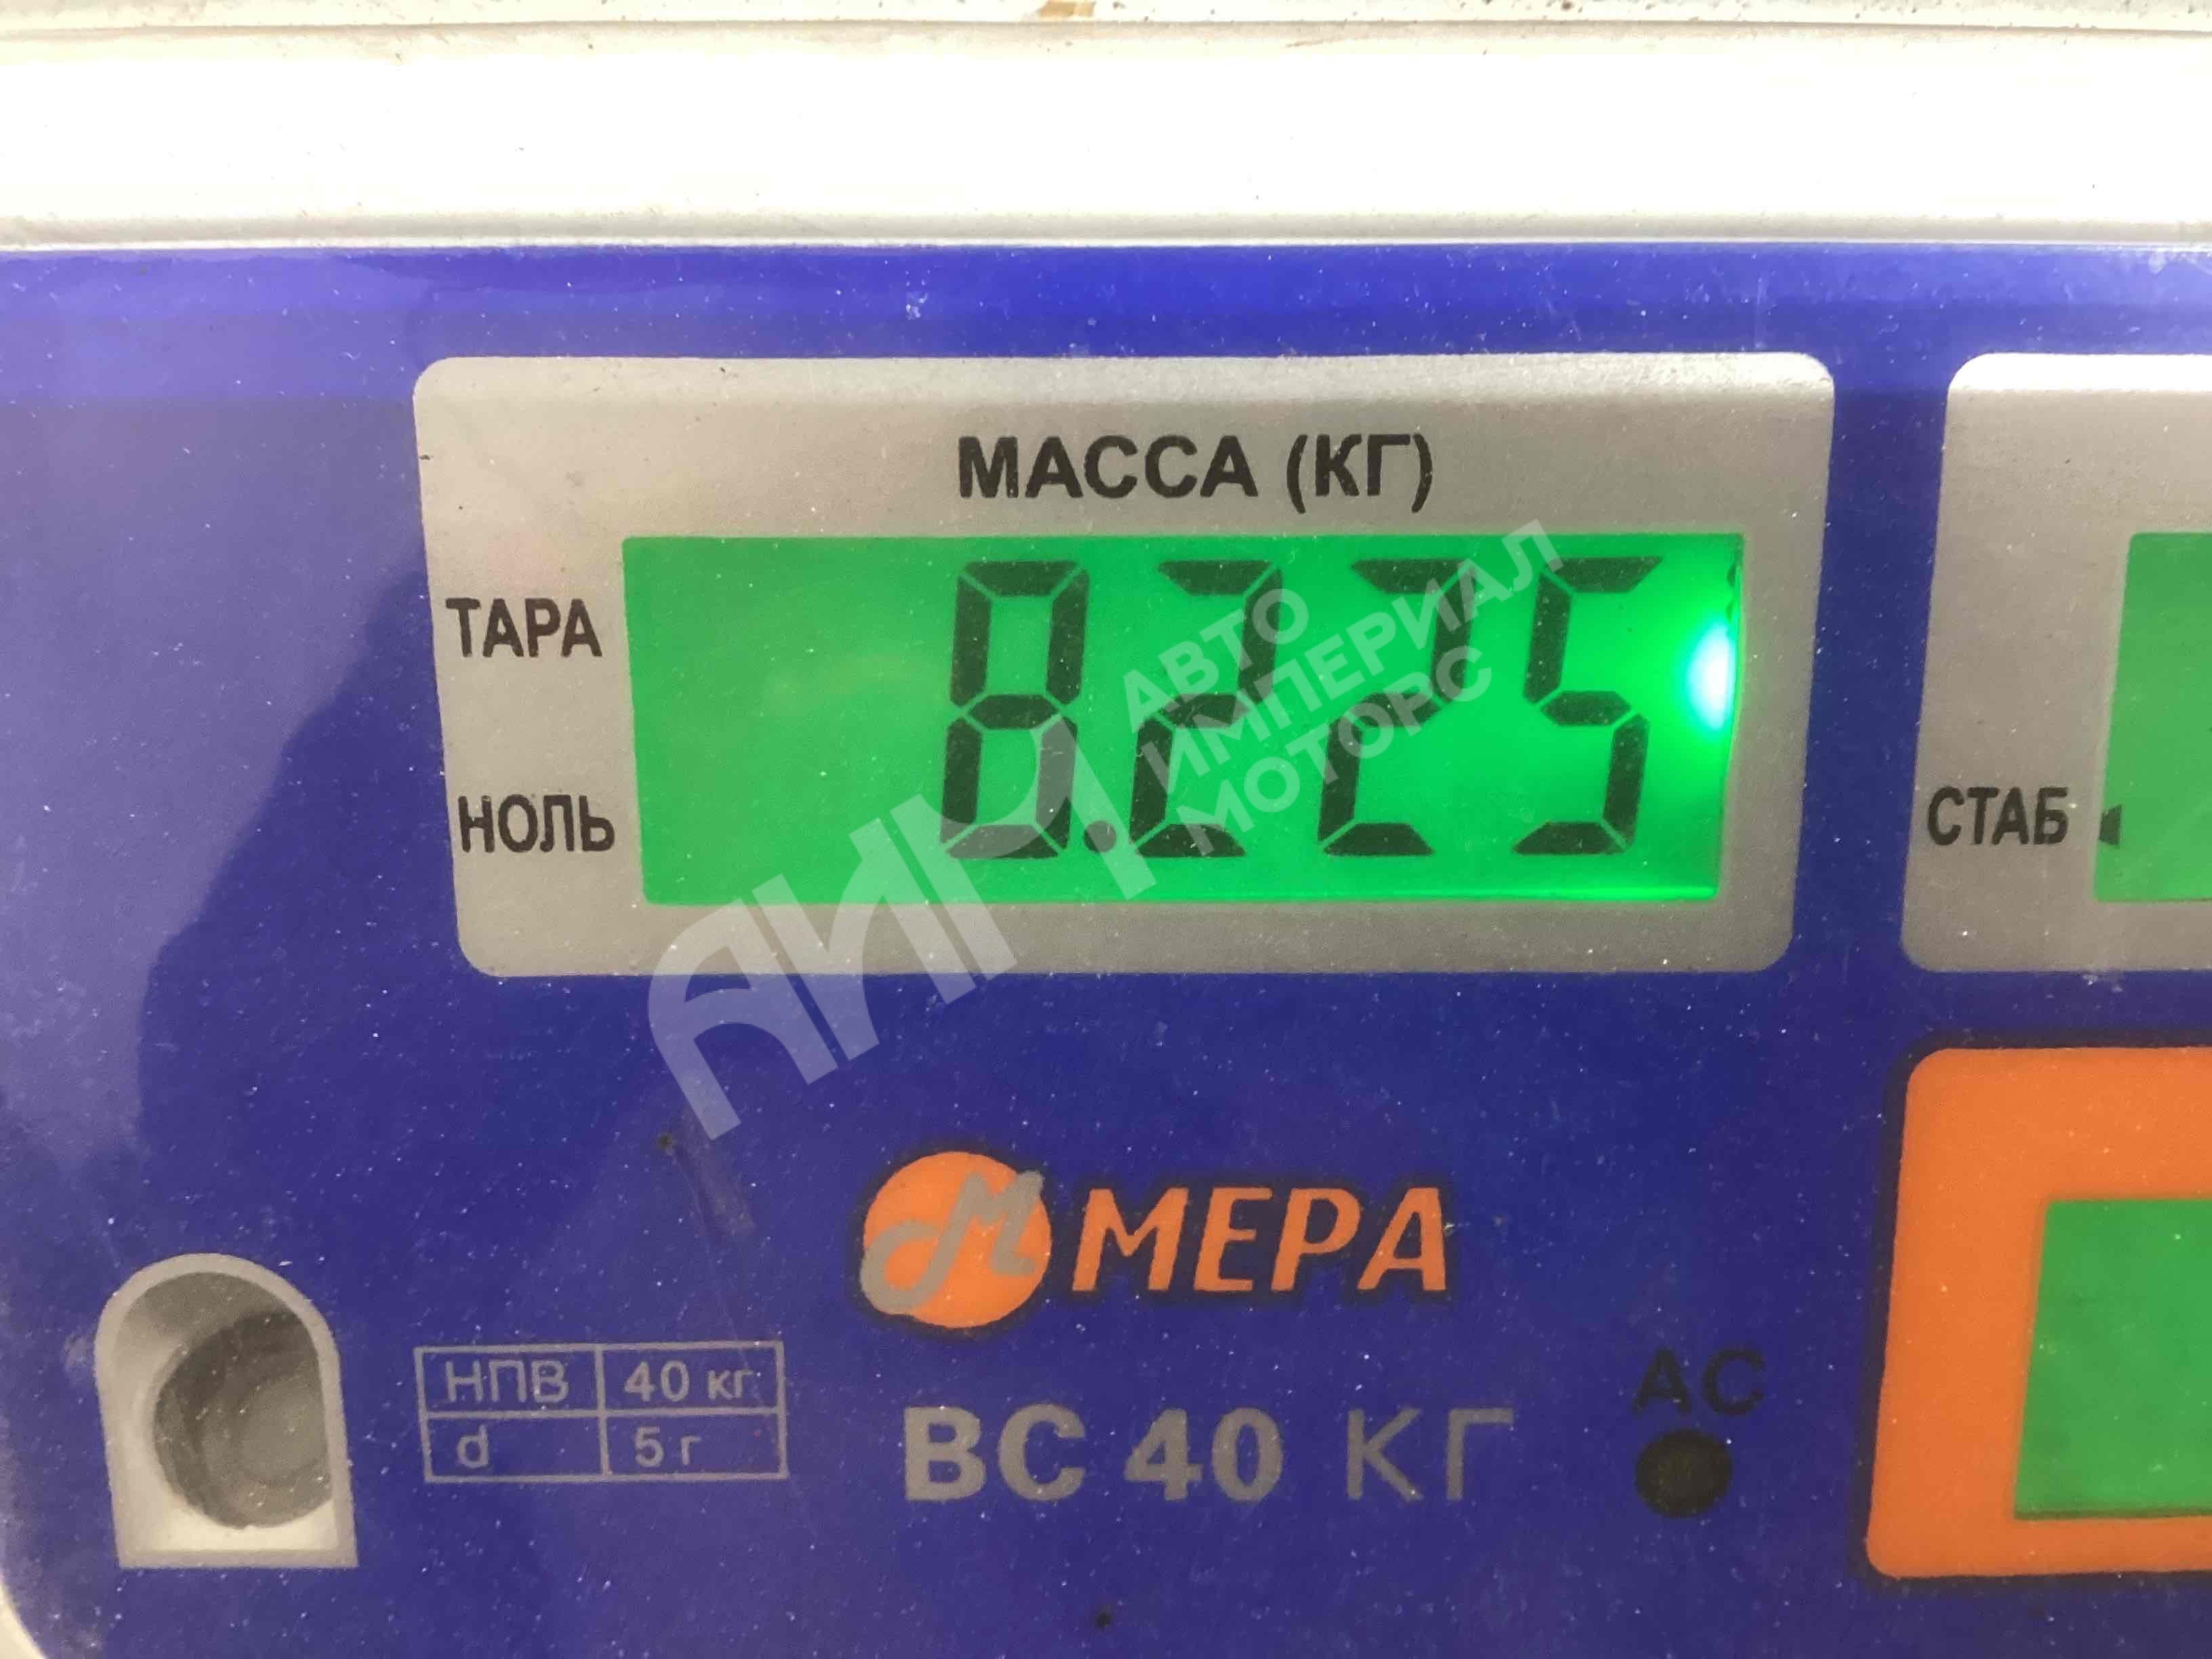 МАССА (КГ)
ТАРА
8.225
НОЛЬ
СТАБ
АИМ
АВТО
ИМПЕРИАЛ
МОТОРС
М МЕРА
НПВ 40 кг
d 5 г
ВС 40 КГ
АС